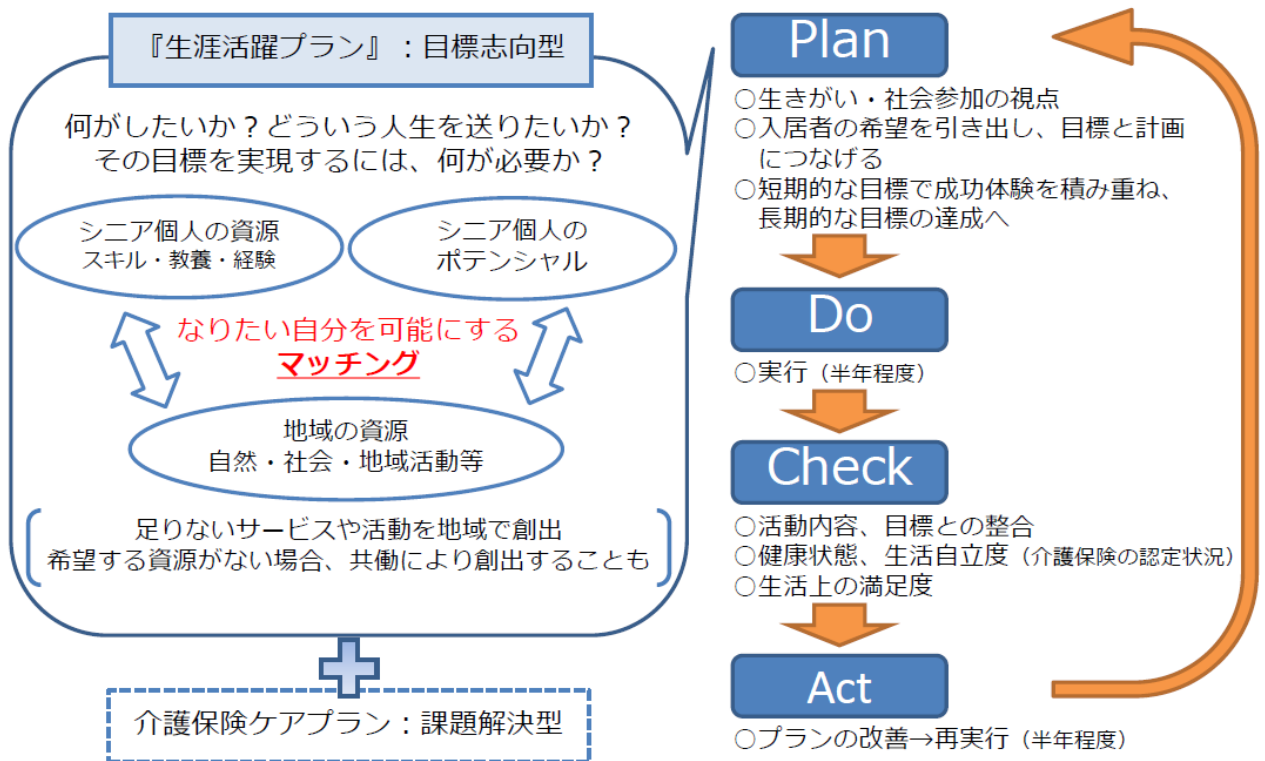 『生涯活躍プラン』：目標志向型
何がしたいか？どういう人生を送りたいか？
その目標を実現するには、何が必要か？
シニア個人の資源
スキル・教養・経験
シニア個人の
ポテンシャル
なりたい自分を可能にする
マッチング
地域の資源
自然・社会・地域活動等
足りないサービスや活動を地域で創出
希望する資源がない場合、共働により創出することも
介護保険ケアプラン：課題解決型
Plan
○生きがい・社会参加の視点
○入居者の希望を引き出し、目標と計画
につなげる
○短期的な目標で成功体験を積み重ね、
長期的な目標の達成へ
Do
○実行（半年程度）
Check
○活動内容、目標との整合
○健康状態、生活自立度（介護保険の認定状況）
○生活上の満足度
Act
○プランの改善→再実行（半年程度）